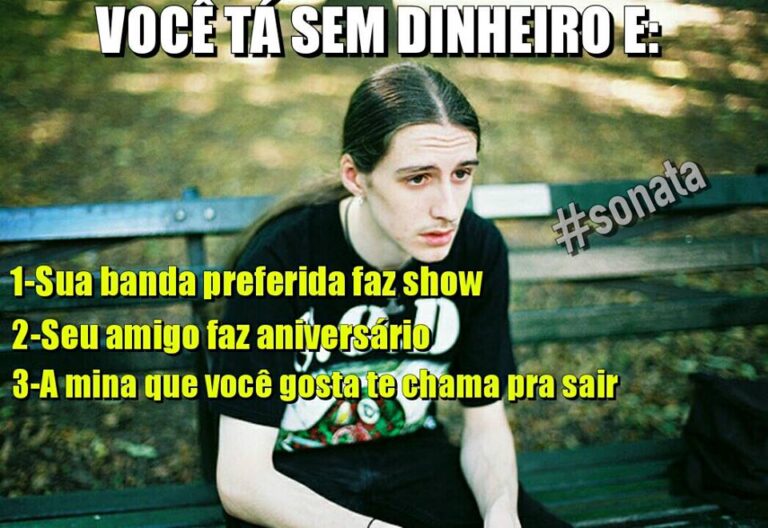 VOCÊ TÁ SEM DINHEIRO E:
#sonata
1-Sua banda preferida faz show
2-Seu amigo faz aniversário
3-A mina que você gosta te chama pra sair